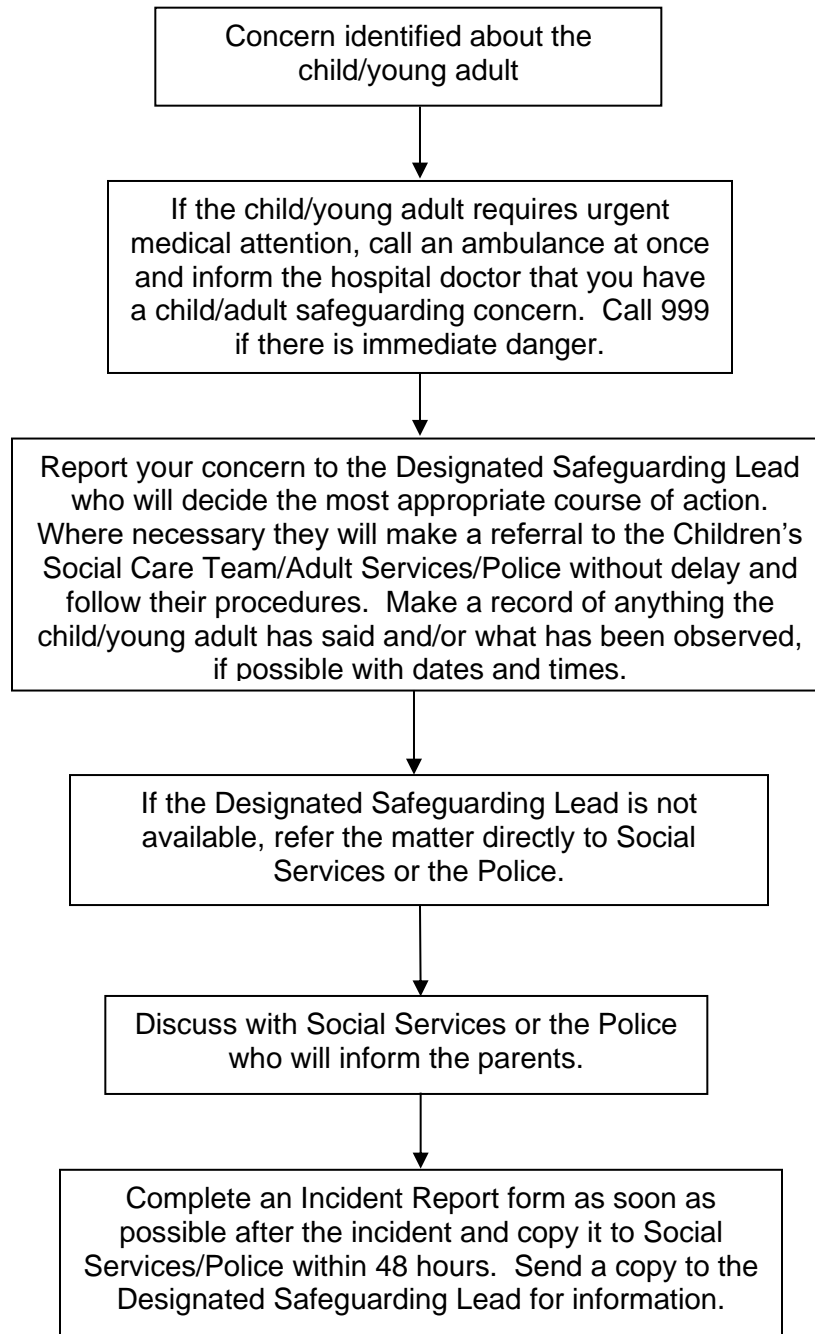 Concern identified about the
child/young adult
If the child/young adult requires urgent
medical attention, call an ambulance at once
and inform the hospital doctor that you have
a child/adult safeguarding concern.  Call 999
if there is immediate danger.
Report your concern to the Designated Safeguarding Lead
who will decide the most appropriate course of action.
Where necessary they will make a referral to the Children’s
Social Care Team/Adult Services/Police without delay and
follow their procedures.  Make a record of anything the
child/young adult has said and/or what has been observed,
if possible with dates and times.
If the Designated Safeguarding Lead is not
available, refer the matter directly to Social
Services or the Police.
Discuss with Social Services or the Police
who will inform the parents.
Complete an Incident Report form as soon as
possible after the incident and copy it to Social
Services/Police within 48 hours.  Send a copy to the
Designated Safeguarding Lead for information.